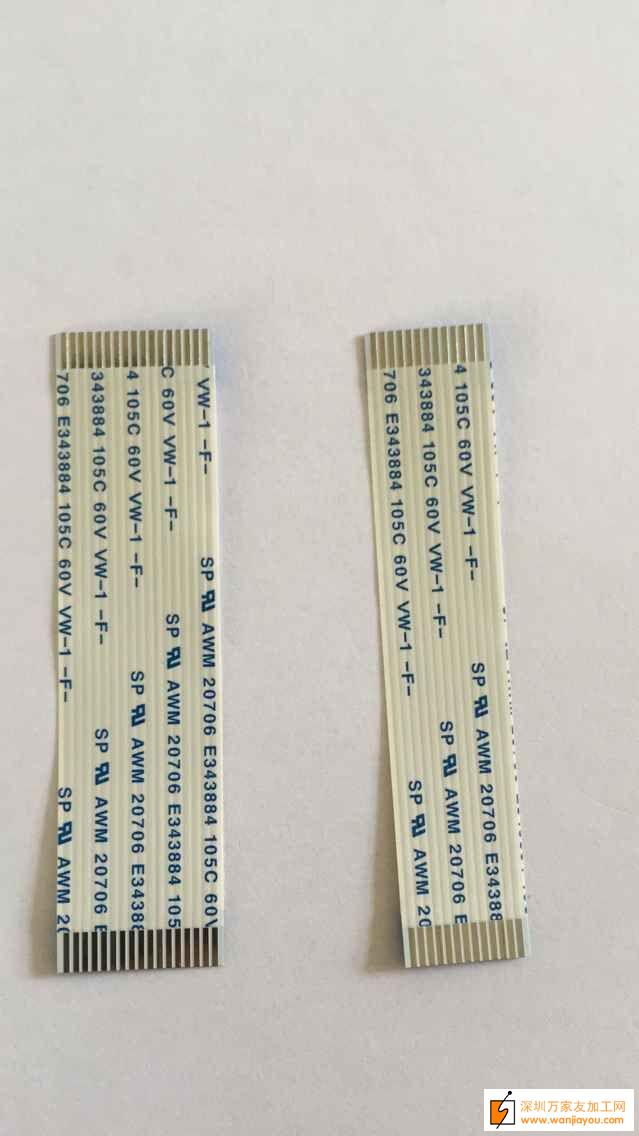 VW-1 -F-
SP AWM 20706 E343884 105C 60V
C 60V VW-1 -F-
SP AWM 20706 E343884 105
4 105C 60V VW-1 -F-
SP AWM 20706 E34388
343884 105C 60V VW-1 -F-
SP AWM 20706 E
706 E343884 105C 60V VW-1 -F-
SP AWM 20
4 105C 60V VW-1 -F-
SP AWM 20706 E34388
343884 105C 60V VW-1 -F-
SP AWM 20706 E
706 E343884 105C 60V VW-1 -F-
SP AWM 20
深圳万家友加工网
www.wanjiayou.com